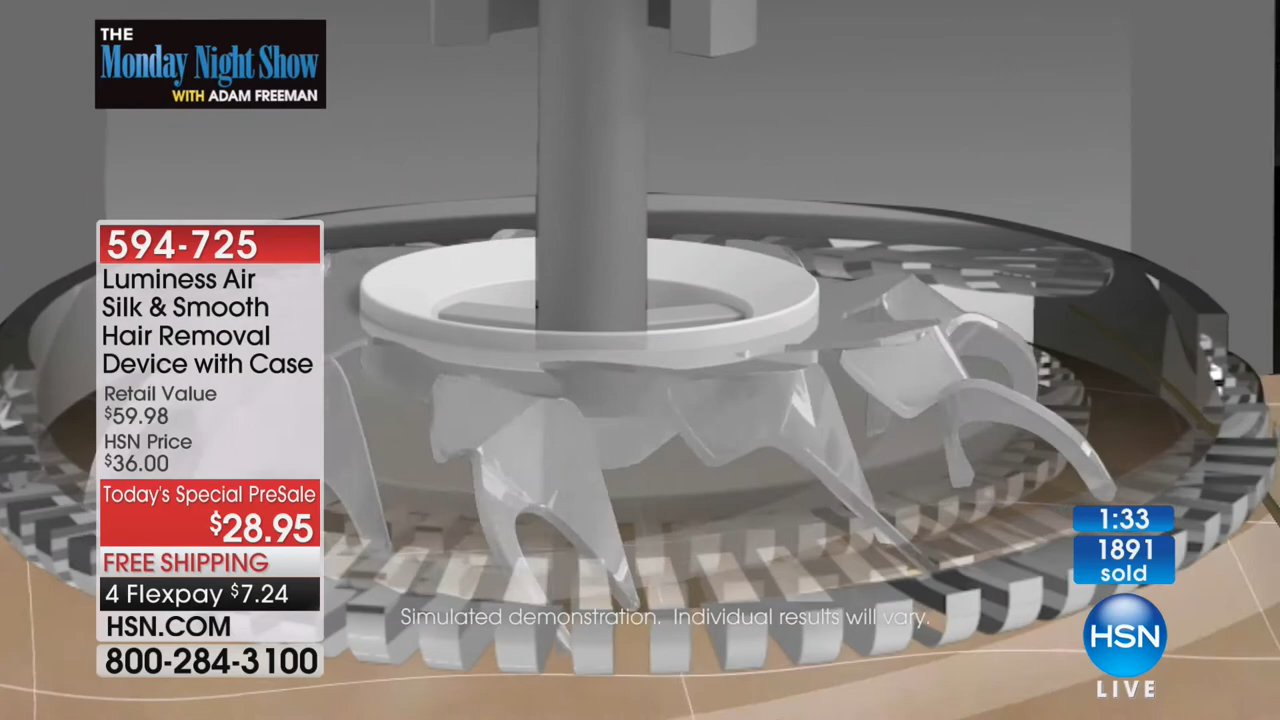 THE
Monday Night Show
WITH ADAM FREEMAN
594-725
Luminess Air
Silk & Smooth
Hair Removal
Device with Case
Retail Value
$59.98
HSN Price
$36.00
Today's Special PreSale
$28.95
FREE SHIPPING
4 Flexpay $7.24
HSN.COM
800-284-3100
Simulated demonstration. Individual results will vary.
1:33
1891
sold
HSN
LIVE